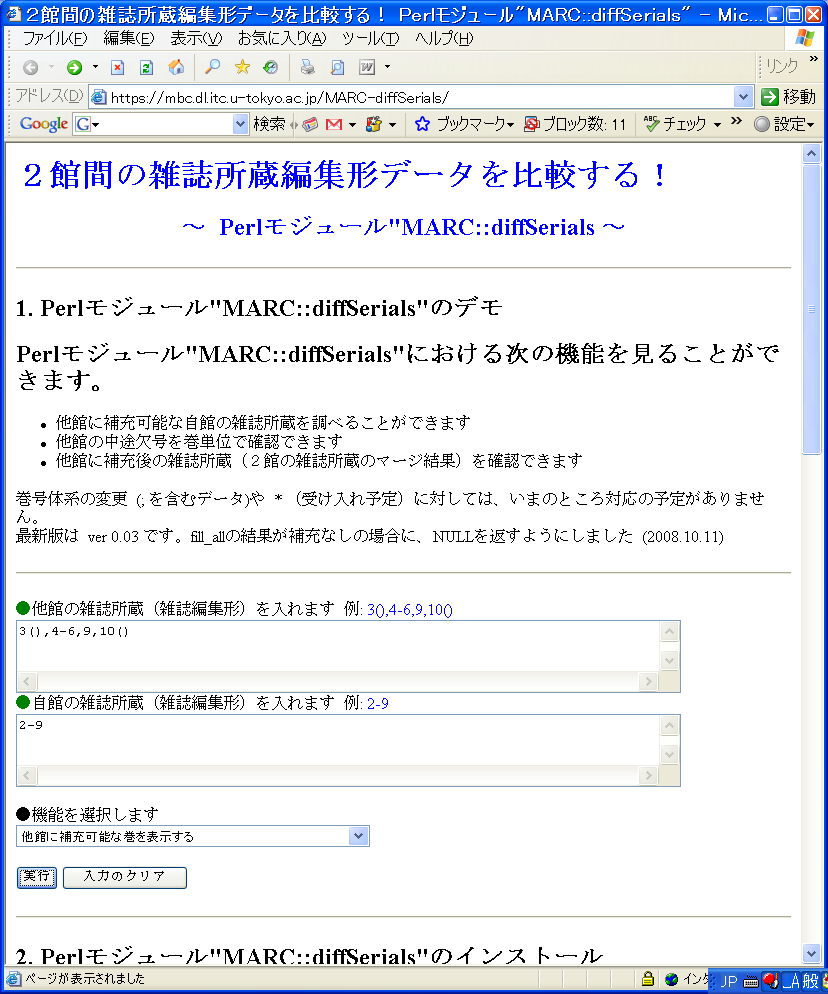 ２館間の雑誌所蔵編集形データを比較する！ Perlモジュール"MARC::diffSerials" - Mic...
ファイル(F) 編集(E) 表示(V) お気に入り(A) ツール(T) ヘルプ(H)
リンク »
アドレス(D) https://mbc.dl.itc.u-tokyo.ac.jp/MARC-diffSerials/ 移動
Google G 検索 ブックマーク ブロック数: 11 ABC チェック » 設定
２館間の雑誌所蔵編集形データを比較する！
～ Perlモジュール"MARC::diffSerials ～
1. Perlモジュール"MARC::diffSerials"のデモ
Perlモジュール"MARC::diffSerials"における次の機能を見ることがで
きます。
• 他館に補充可能な自館の雑誌所蔵を調べることができます
• 他館の中途欠号を巻単位で確認できます
• 他館に補充後の雑誌所蔵（２館の雑誌所蔵のマージ結果）を確認できます
巻号体系の変更 (; を含むデータ)や ＊（受け入れ予定）に対しては、いまのところ対応の予定がありませ
ん。
最新版は ver 0.03 です。fill_allの結果が補充なしの場合に、NULLを返すようにしました (2008.10.11)
●他館の雑誌所蔵（雑誌編集形）を入れます 例: 3(),4-6,9,10()
3(),4-6,9,10()
●自館の雑誌所蔵（雑誌編集形）を入れます 例: 2-9
2-9
●機能を選択します
他館に補充可能な巻を表示する
実行 入力のクリア
2. Perlモジュール"MARC::diffSerials"のインストール
ページが表示されました インタ JP _A 般